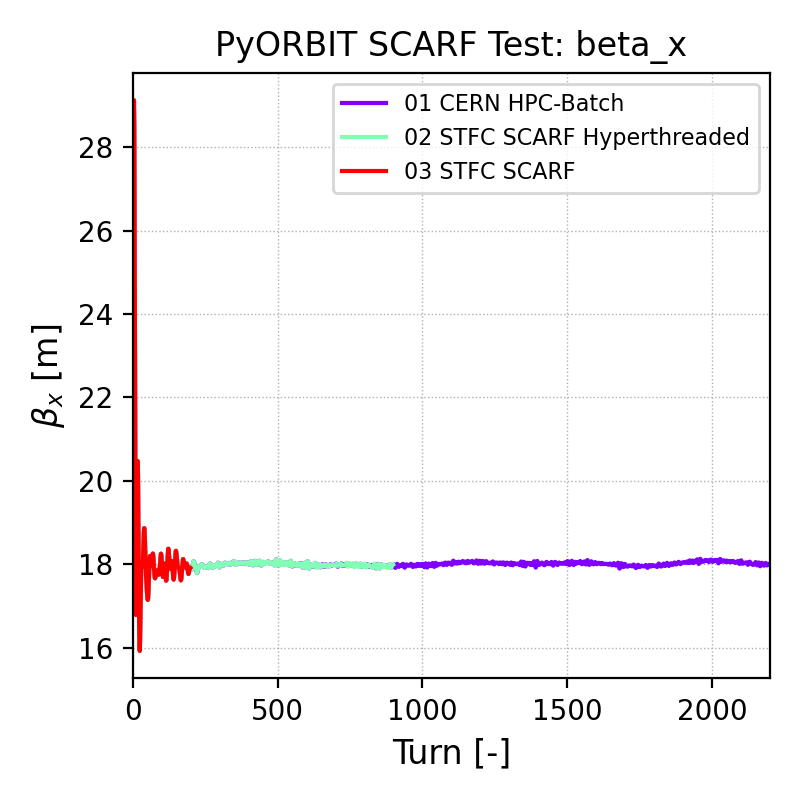 PyORBIT SCARF Test: beta_x
01 CERN HPC-Batch
02 STFC SCARF Hyperthreaded
03 STFC SCARF
28
26
24
22
20
18
16
βx [m]
0 500 1000 1500 2000
Turn [-]